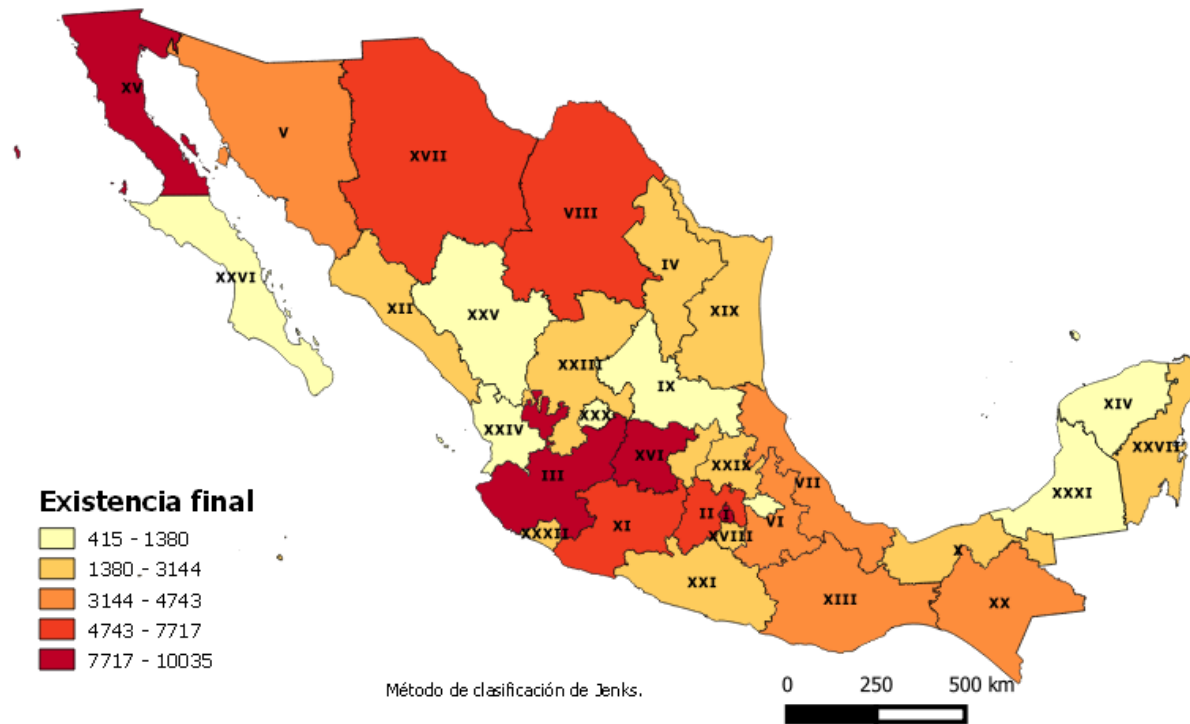 XV
V
XVII
VIII
XXVI
IV
XII
XIX
XXV
XXIII
IX
XXX
XXIV
XIV
XXVII
XVI
XXIX
III
VII
XXXI
II
I
XI
VI
XXXII
XVIII
X
XXI
XIII
XX
Existencia final
415 - 1380
1380 - 3144
3144 - 4743
4743 - 7717
7717 - 10035
Método de clasificación de Jenks.
0 250 500 km